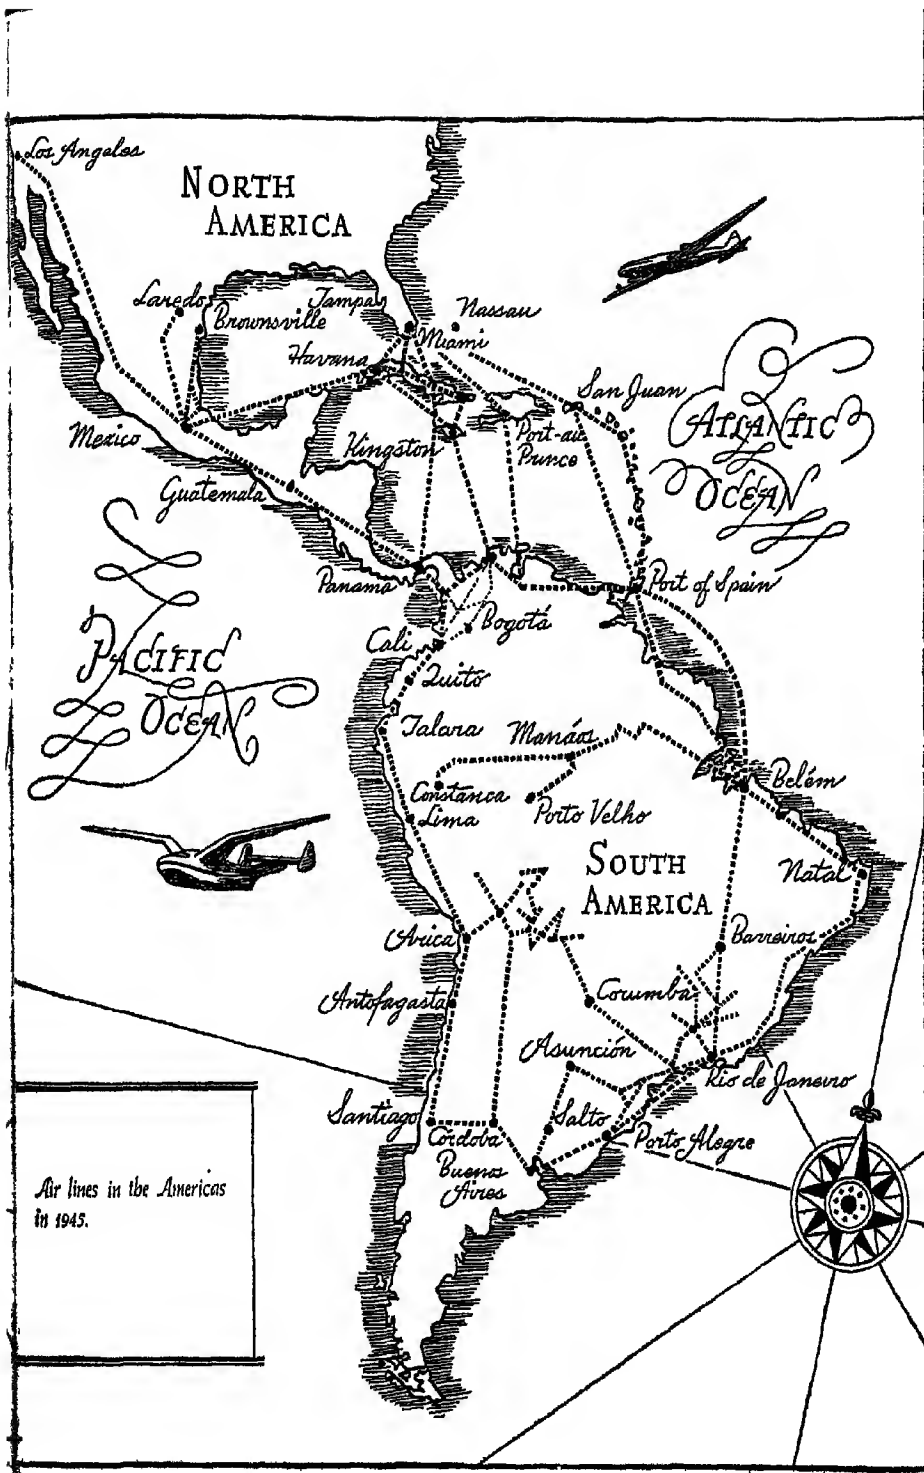 Los Angeles
NORTH
AMERICA
Laredo
Tampa
Nassau
Brownsville
Miami
Havana
San Juan
ATLANTIC
OCEAN
Mexico
Kingston
Port-au
Prince
Guatemala
Panama
Port of Spain
Bogotá
Cali
PACIFIC
OCEAN
Quito
Talara
Manáos
Belém
Constanca
Lima
Porto Velho
SOUTH
AMERICA
Natal
Arica
Barreiros
Antofagasta
Corumba
Asunción
Rio de Janeiro
Santiago
Córdoba
Salto
Porto Alegre
Buenos
Aires
Air lines in the Americas
in 1945.